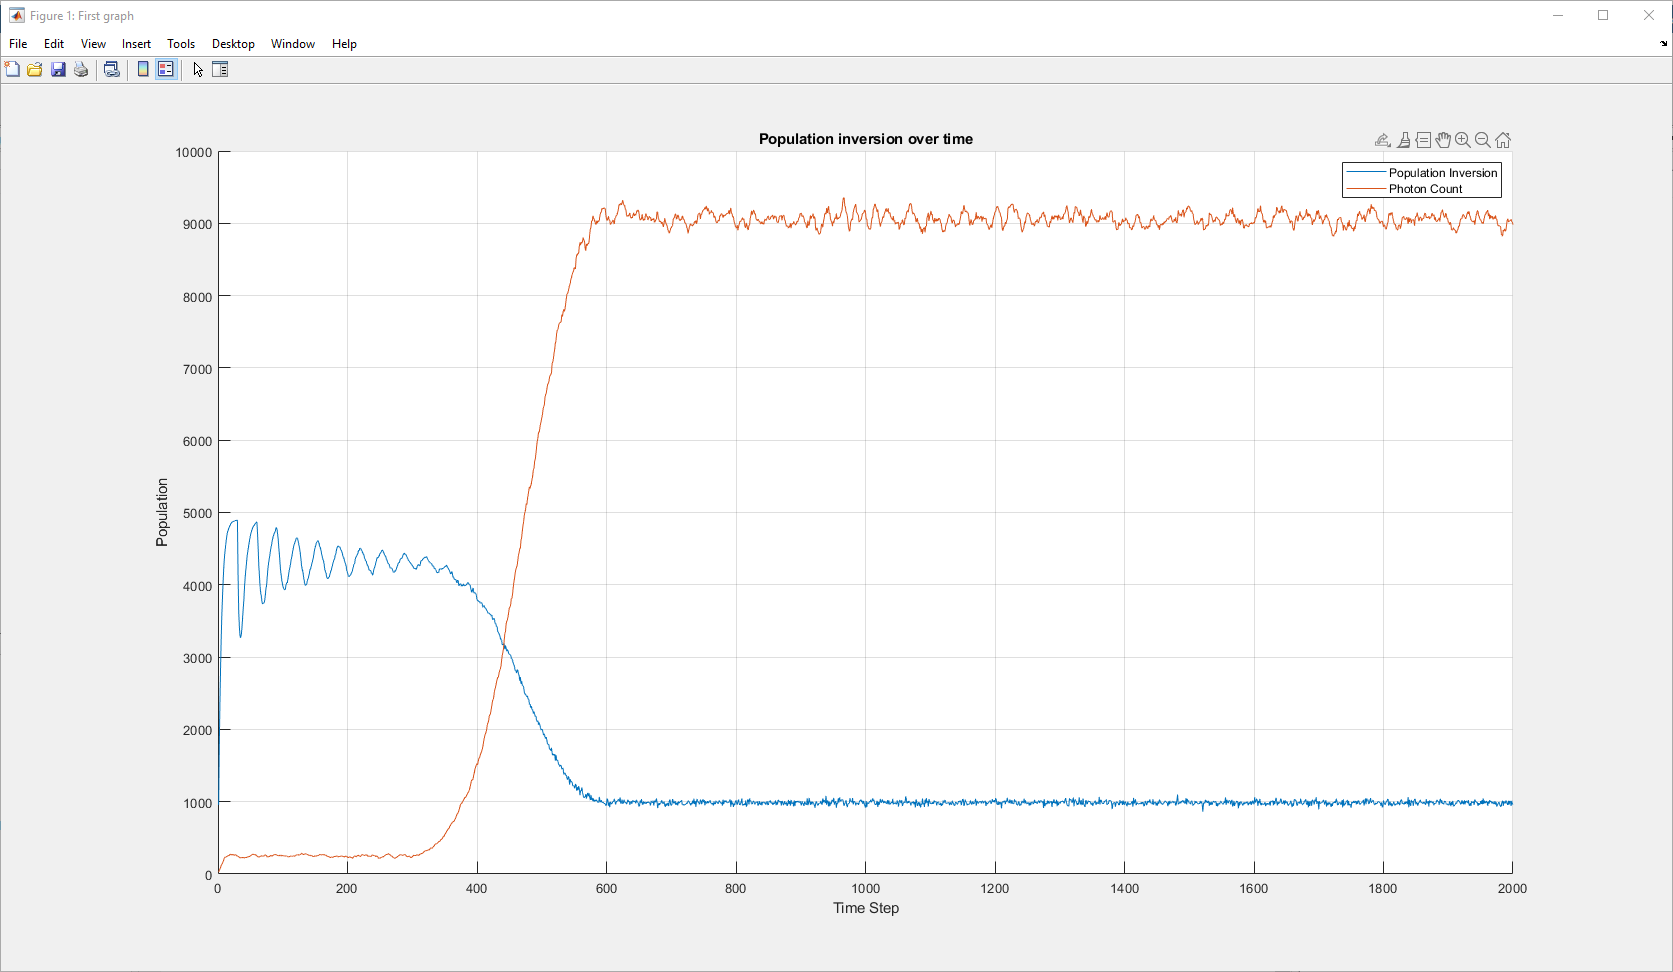 Figure 1: First graph
File Edit View Insert Tools Desktop Window Help
Population inversion over time
Population Inversion
Photon Count
10000
9000
8000
7000
6000
5000
4000
3000
2000
1000
0
Population
0 200 400 600 800 1000 1200 1400 1600 1800 2000
Time Step